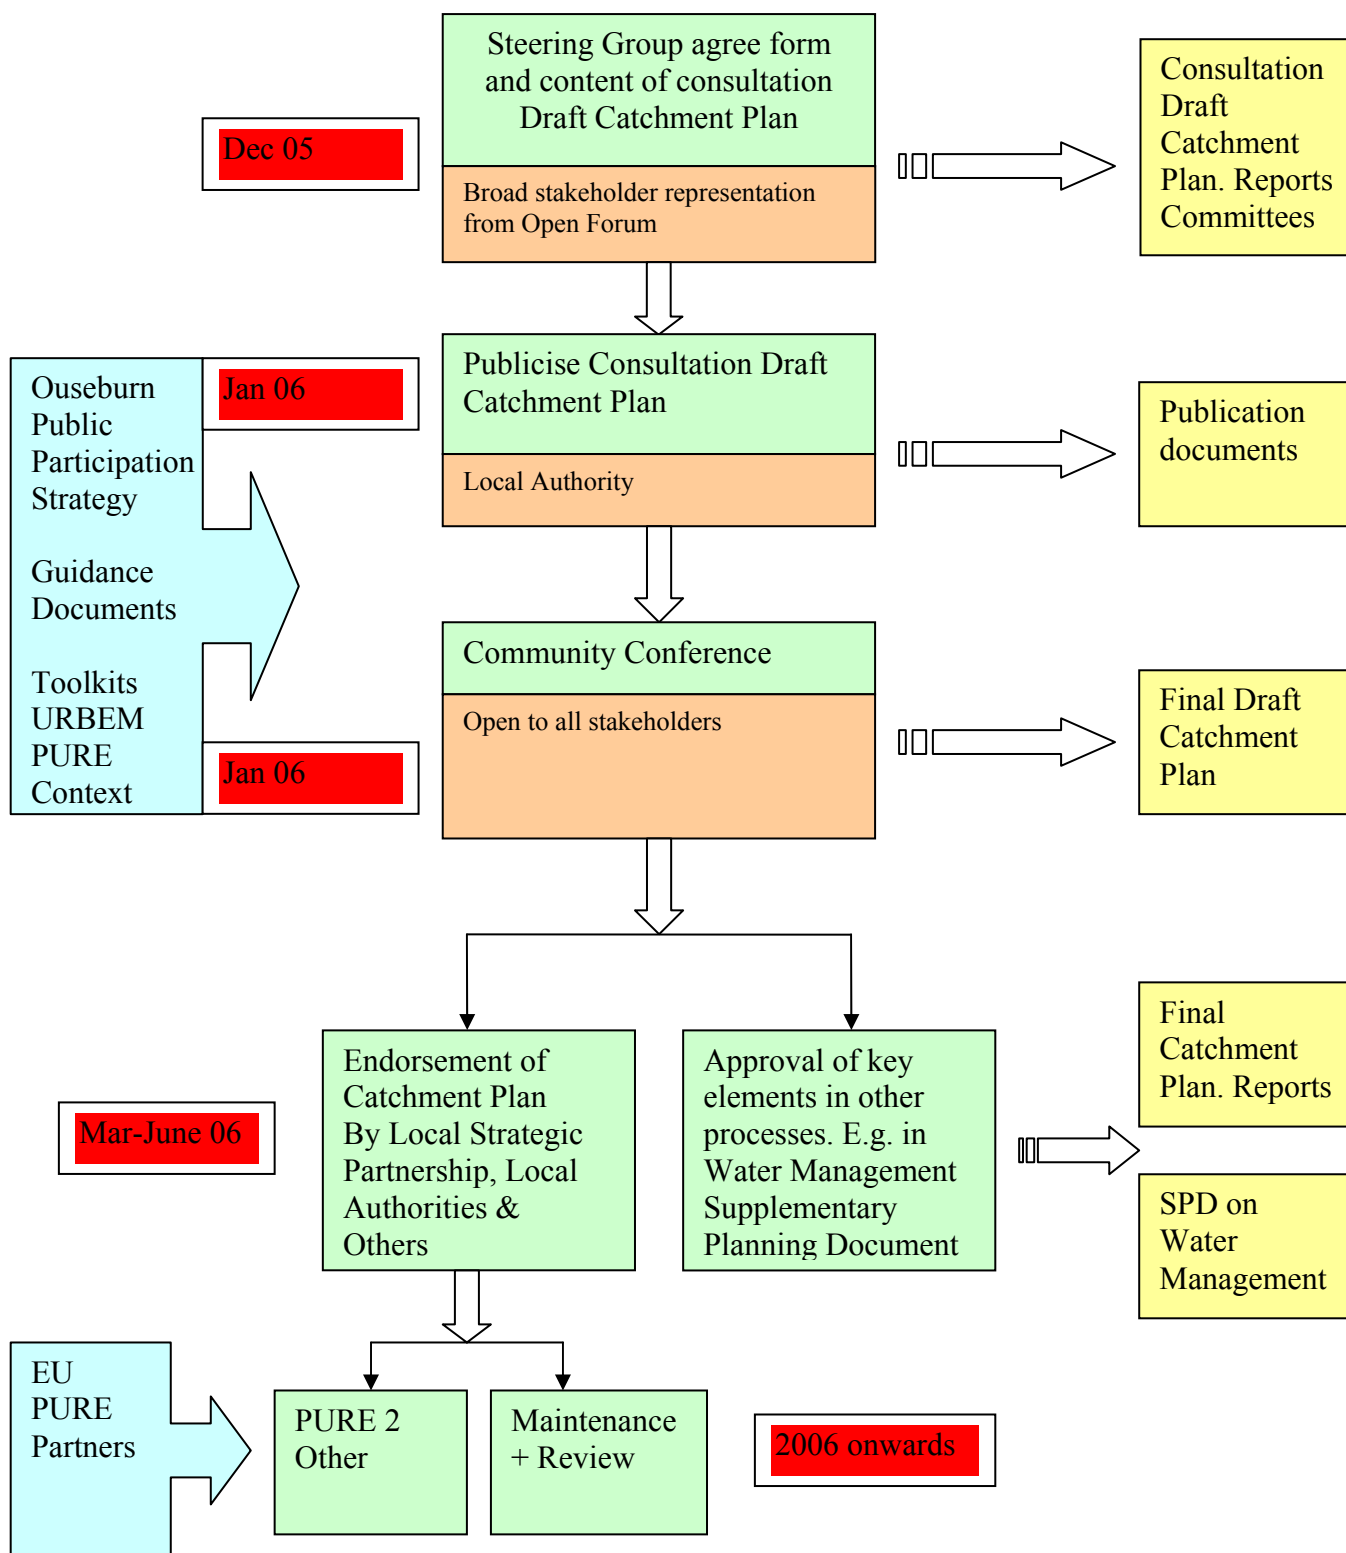 Steering Group agree form
and content of consultation
Draft Catchment Plan
Broad stakeholder representation
from Open Forum
Dec 05
Consultation
Draft
Catchment
Plan. Reports
Committees
Ouseburn
Public
Participation
Strategy
Guidance
Documents
Toolkits
URBEM
PURE
Context
Jan 06
Publicise Consultation Draft
Catchment Plan
Local Authority
Publication
documents
Jan 06
Community Conference
Open to all stakeholders
Final Draft
Catchment
Plan
Mar-June 06
Endorsement of
Catchment Plan
By Local Strategic
Partnership, Local
Authorities &
Others
Approval of key
elements in other
processes. E.g. in
Water Management
Supplementary
Planning Document
Final
Catchment
Plan. Reports
SPD on
Water
Management
EU
PURE
Partners
PURE 2
Other
Maintenance
+ Review
2006 onwards